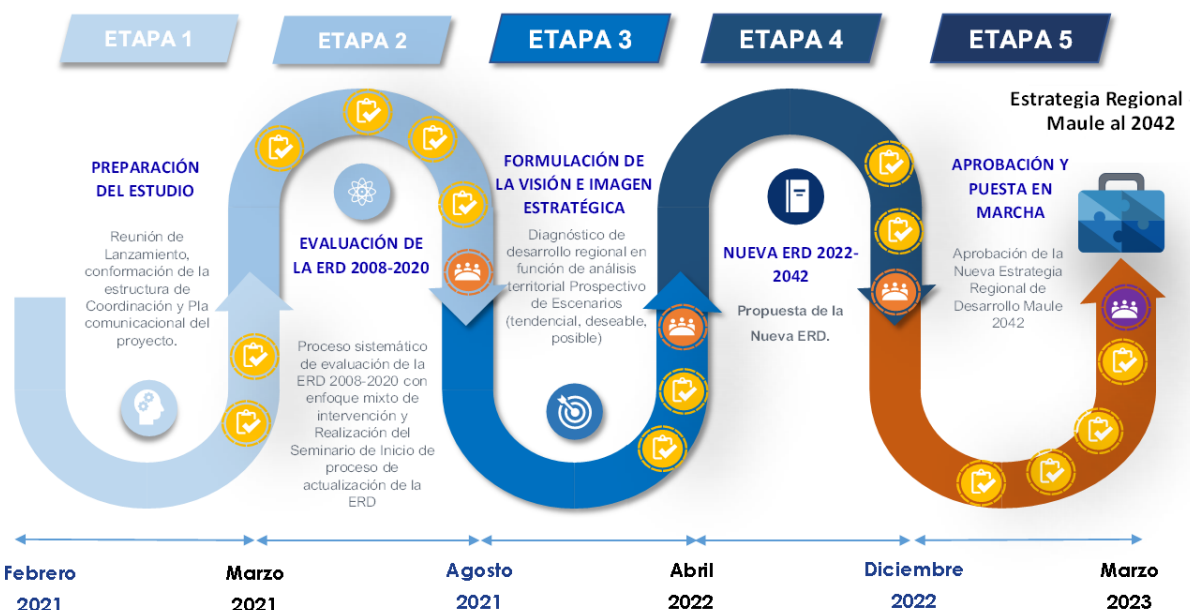 ETAPA 1
ETAPA 2
ETAPA 3
ETAPA 4
ETAPA 5
PREPARACIÓN
DEL ESTUDIO
Reunión de
Lanzamiento,
conformación de la
estructura de
Coordinación y Pla
comunicacional del
proyecto.
EVALUACIÓN DE
LA ERD 2008-2020
Proceso sistemático
de evaluación de la
ERD 2008-2020 con
enfoque mixto de
intervención y
Realización del
Seminario de Inicio de
proceso de
actualización de la
ERD
FORMULACIÓN DE
LA VISIÓN E IMAGEN
ESTRATÉGICA
Diagnóstico de
desarrollo regional en
función de análisis
territorial Prospectivo
de Escenarios
(tendencial, deseable,
posible)
NUEVA ERD 2022-
2042
Propuesta de la
Nueva ERD.
Estrategia Regional
Maule al 2042
APROBACIÓN Y
PUESTA EN
MARCHA
Aprobación de la
Nueva Estrategia
Regional de
Desarrollo Maule
2042
Febrero
2021
Marzo
2021
Agosto
2021
Abril
2022
Diciembre
2022
Marzo
2023